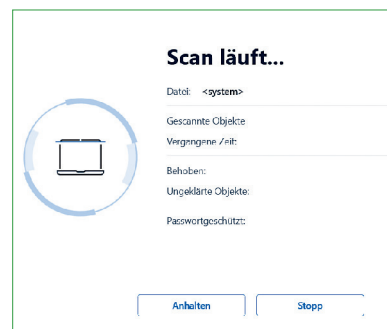 Scan läuft...
Datei: <system>
Gescannte Objekte
Vergangene Zeit:
Behoben:
Ungeklärte Objekte:
Passwortgeschützt:
Anhalten Stopp